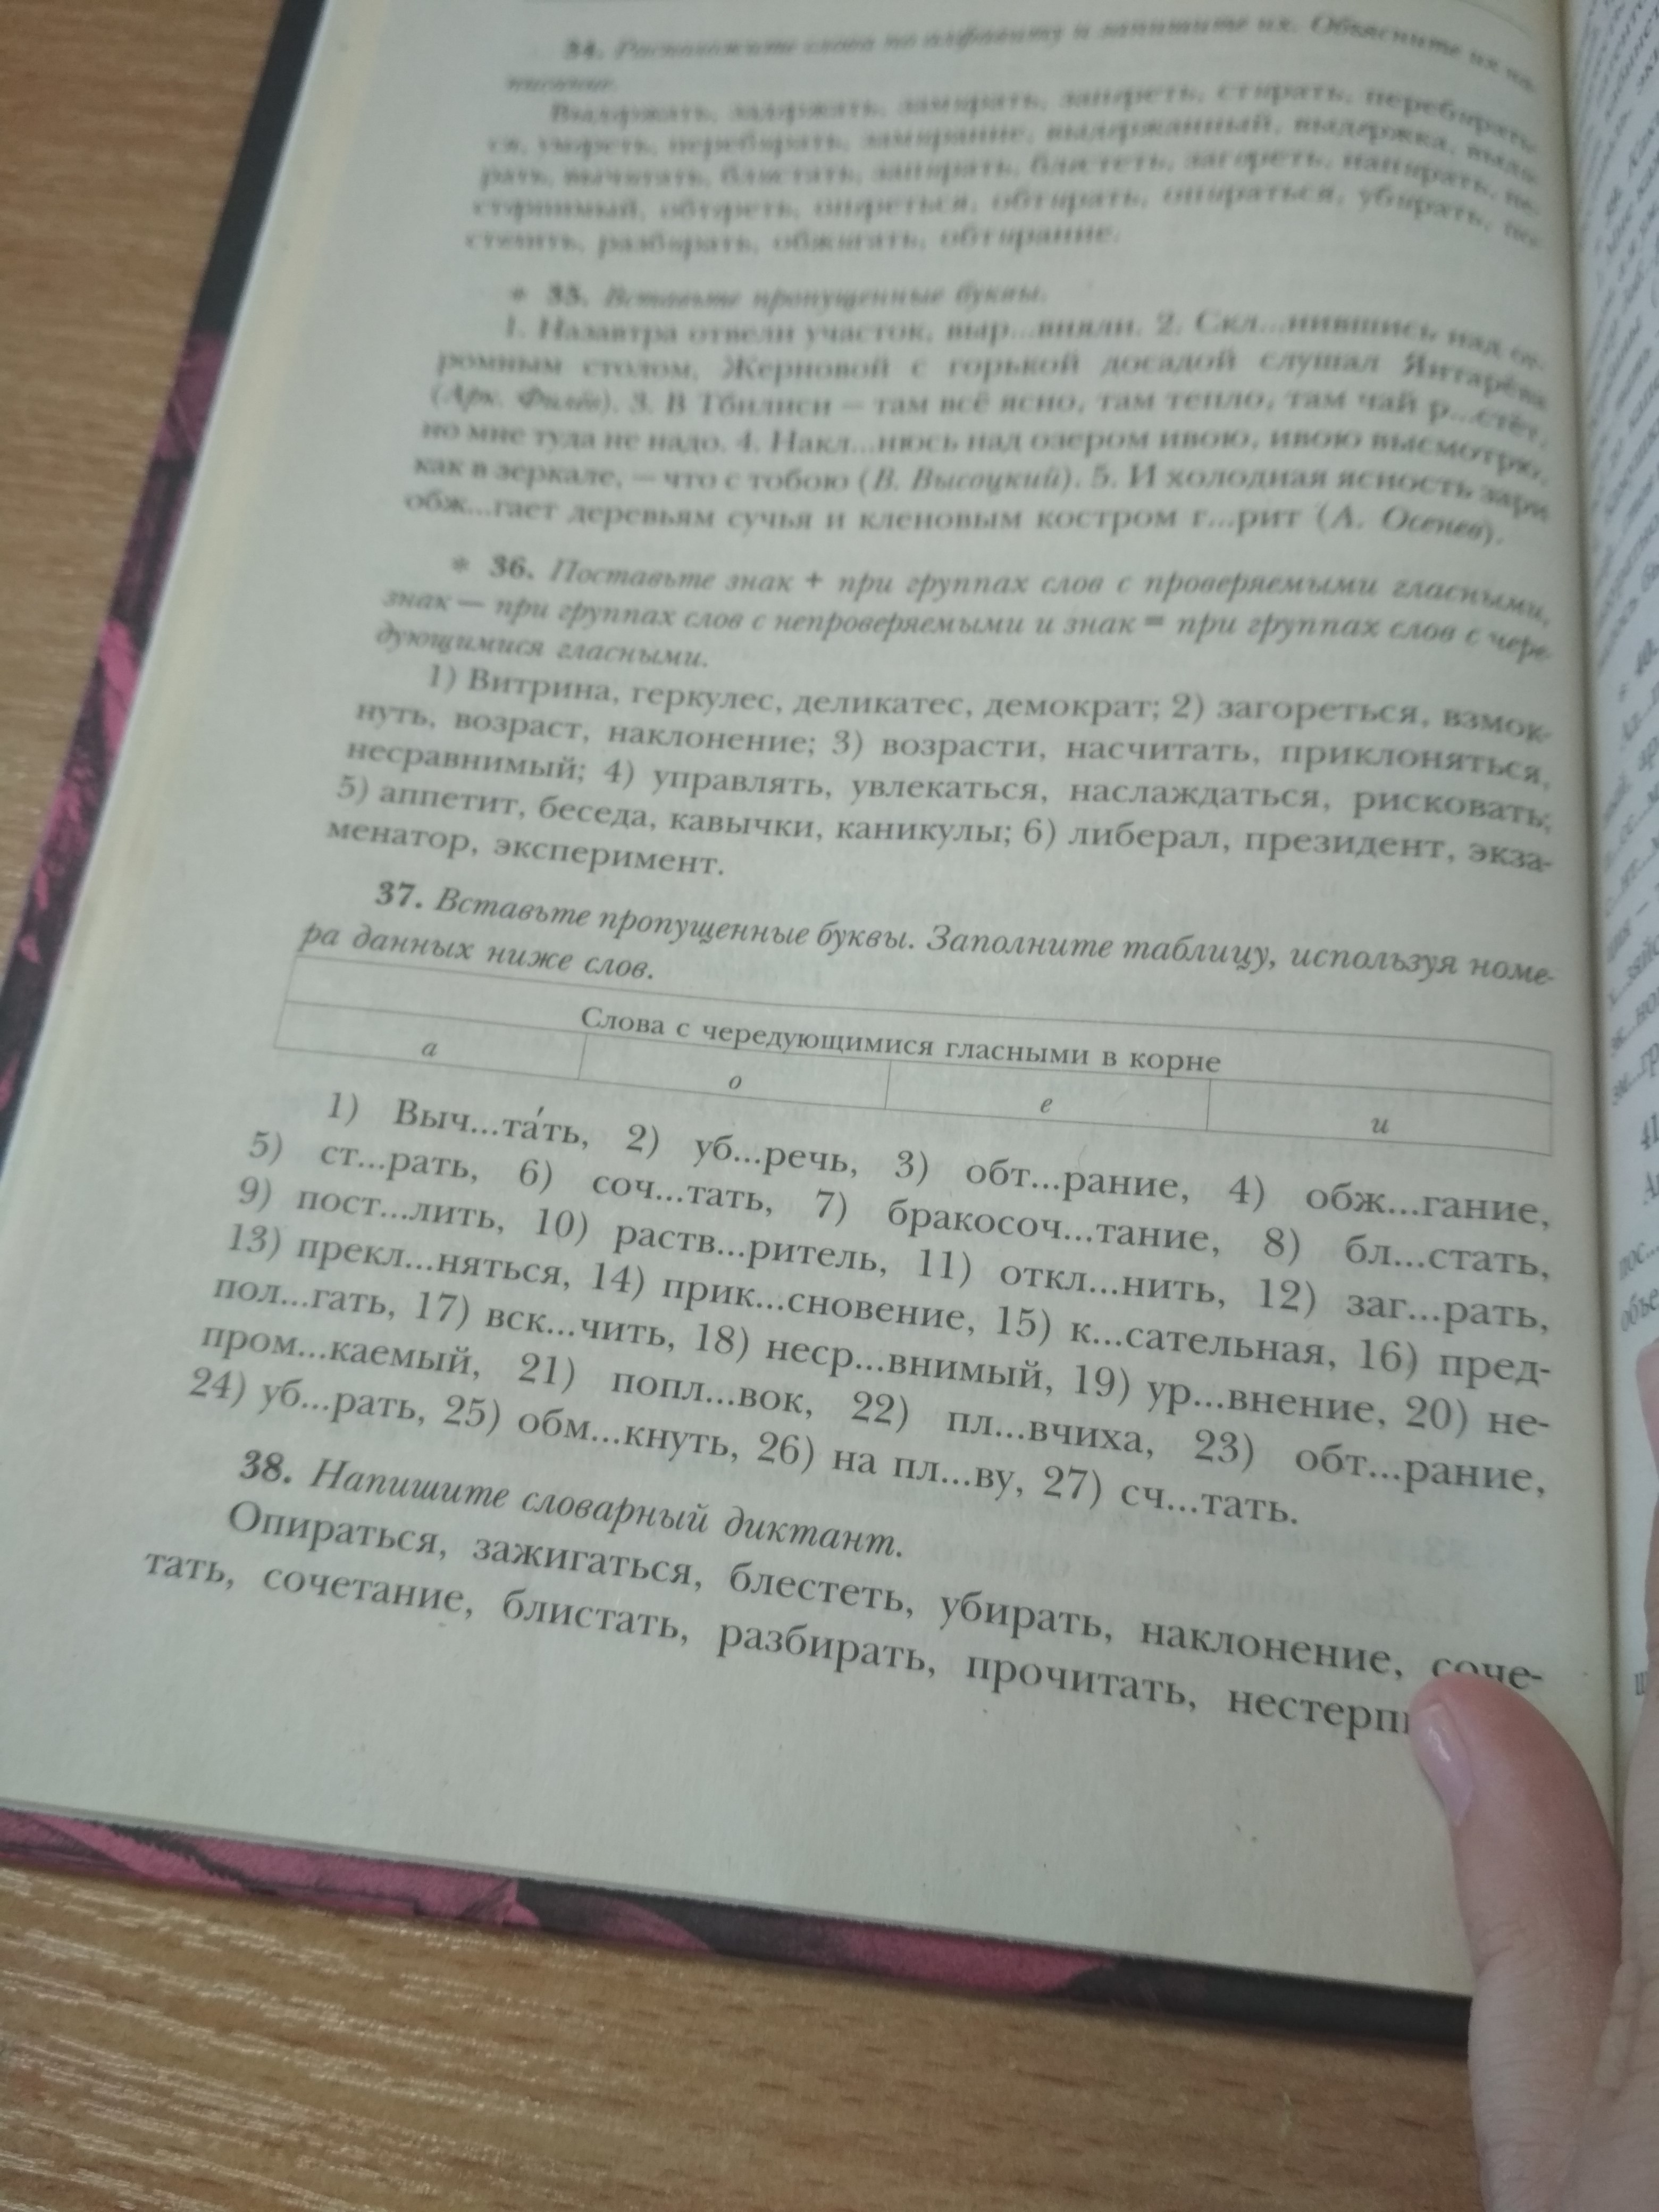 34. Расположите слова по алфавиту и запишите их. Объясните их на-
писание.
Выдержать, задержать, замирать, запереть, стирать, перебирать-
ся, умереть, перебирать, замирание, выдержанный, выдержка, выди-
рать, вычитать, блистать, запирать, блестеть, загореть, напирать,
обтереть, опереться, обтирать, опираться, убирать,
стелить, разбирать, обжигать, обтирание.
* 35. Вставьте пропущенные буквы.
1. Назавтра отвели участок, выр...вняли. 2. Скл...нившись над ог-
ромным столом, Жерновой с горькой досадой слушал Янтарёва
(Арк. Филёв). 3. В Тбилиси — там всё ясно, там тепло, там чай р...стёт,
но мне туда не надо. 4. Накл...нюсь над озером ивою, ивою высмотрю,
как в зеркале, — что с тобою (В. Высоцкий). 5. И холодная ясность зари
обж...гает деревьям сучья и кленовым костром г...рит (А. Осенев).
* 36. Поставьте знак + при группах слов с проверяемыми гласными,
знак — при группах слов с непроверяемыми и знак = при группах слов с чере-
дующимися гласными.
1) Витрина, геркулес, деликатес, демократ; 2) загореться, взмок-
нуть, возраст, наклонение; 3) возрасти, насчитать, приклоняться,
несравнимый; 4) управлять, увлекаться, наслаждаться, рисковать;
5) аппетит, беседа, кавычки, каникулы; 6) либерал, президент, экза-
менатор, эксперимент.
37. Вставьте пропущенные буквы. Заполните таблицу, используя номе-
ра данных ниже слов.
Слова с чередующимися гласными в корне
а о е и
1) Выч...та́ть, 2) уб...речь, 3) обт...рание, 4) обж...гание,
5) ст...рать, 6) соч...тать, 7) бракосоч...тание, 8) бл...стать,
9) пост...лить, 10) раств...ритель, 11) откл...нить, 12) заг...рать,
13) прекл...няться, 14) прик...сновение, 15) к...сательная, 16) пред-
пол...гать, 17) вск...чить, 18) неср...внимый, 19) ур...внение, 20) не-
пром...каемый, 21) попл...вок, 22) пл...вчиха, 23) обт...рание,
24) уб...рать, 25) обм...кнуть, 26) на пл...ву, 27) сч...тать.
38. Напишите словарный диктант.
Опираться, зажигаться, блестеть, убирать, наклонение, соче-
тать, сочетание, блистать, разбирать, прочитать,